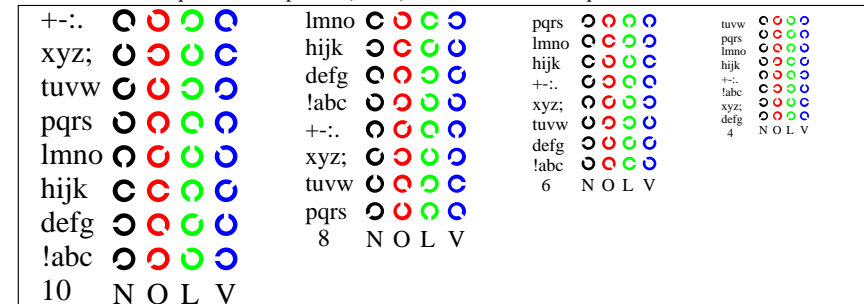 +-:.
xyz;
tuvw
pqrs
lmno
hijk
defg
!abc
10 N O L V
lmno
hijk
defg
!abc
+-:.
xyz;
tuvw
pqrs
8 N O L V
pqrs
lmno
hijk
+-:.
xyz;
tuvw
defg
!abc
6 N O L V
tuvw
pqrs
lmno
hijk
+-:.
!abc
xyz;
defg
4 N O L V